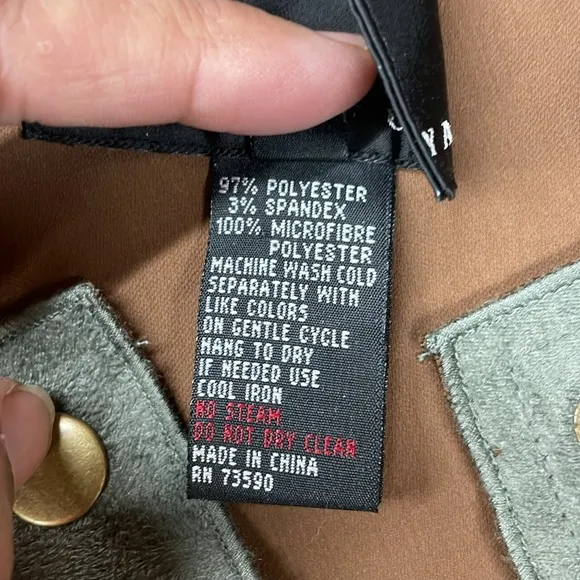 YA
97% POLYESTER
3% SPANDEX
100% MICROFIBRE
POLYESTER
MACHINE WASH COLD
SEPARATELY WITH
LIKE COLORS
ON GENTLE CYCLE
HANG TO DRY
IF NEEDED USE
COOL IRON
NO STEAM
DO NOT DRY CLEAN
MADE IN CHINA
RN 73590